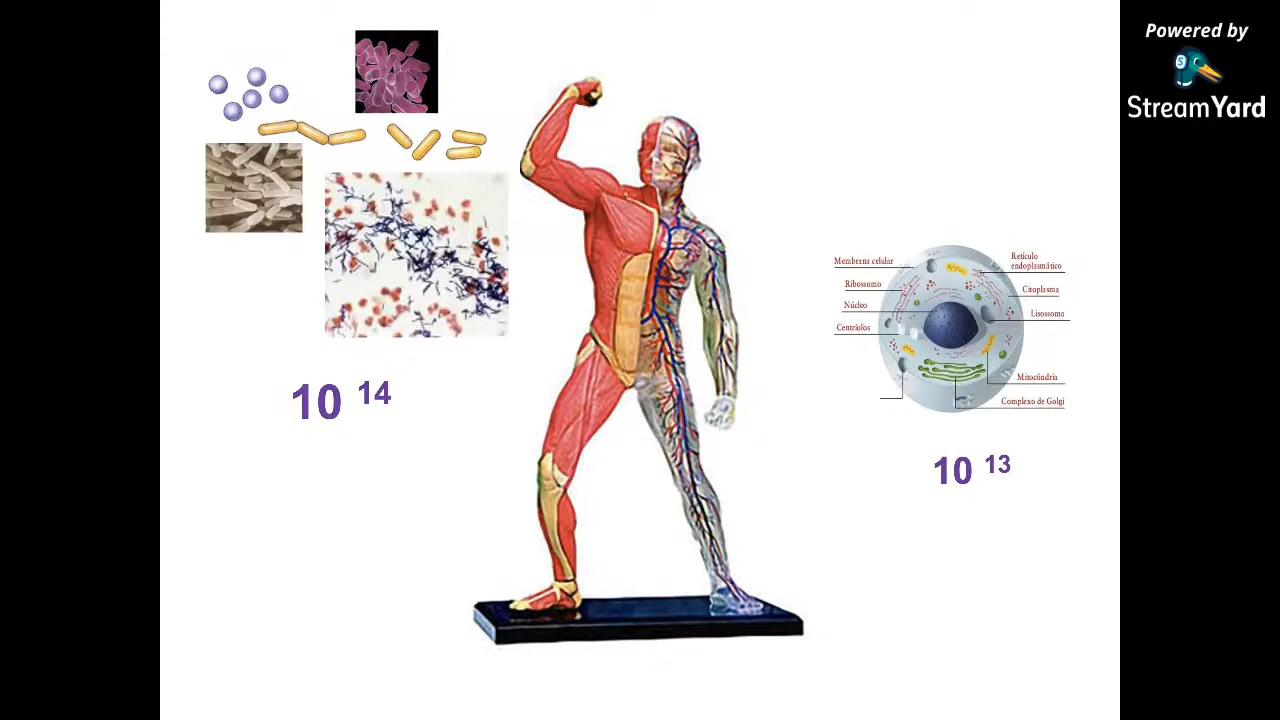 Powered by
StreamYard
10 14
Membrana celular
Ribossomo
Núcleo
Centríolos
Retículo
endoplasmático
Citoplasma
Lisossoma
Mitocôndria
Complexo de Golgi
10 13